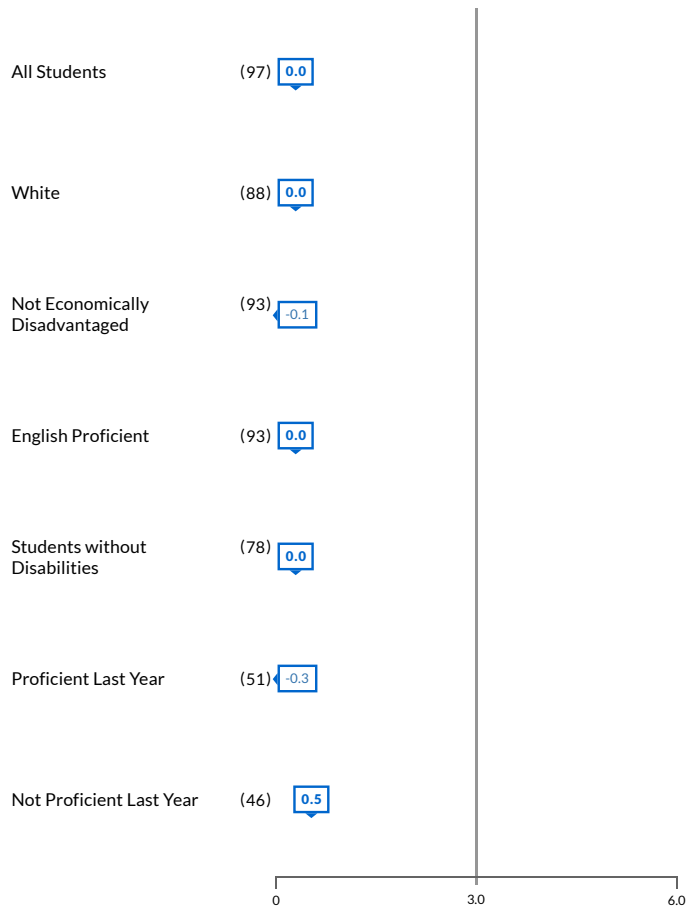 All Students (97) 0.0
White (88) 0.0
Not Economically (93)
Disadvantaged -0.1
English Proficient (93) 0.0
Students without (78)
Disabilities 0.0
Proficient Last Year (51) -0.3
Not Proficient Last Year (46) 0.5
0 3.0 6.0